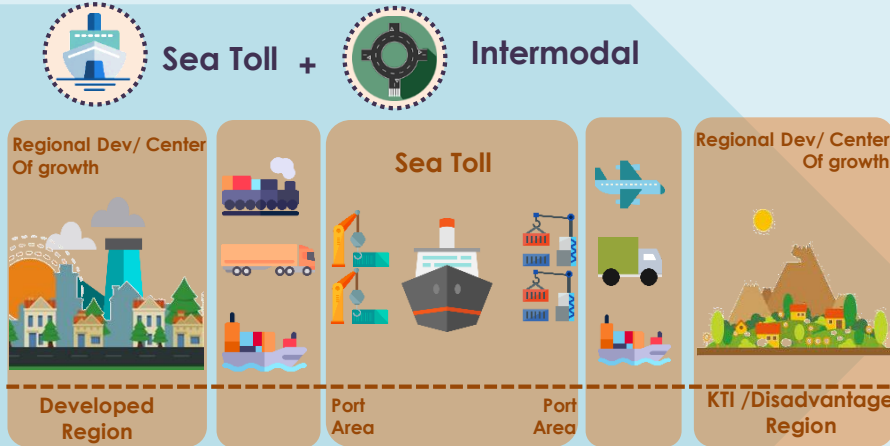 Sea Toll + Intermodal
Regional Dev/ Center
Of growth
Sea Toll
Regional Dev/ Center
Of growth
Developed
Region
Port
Area
Port
Area
KTI /Disadvantage
Region